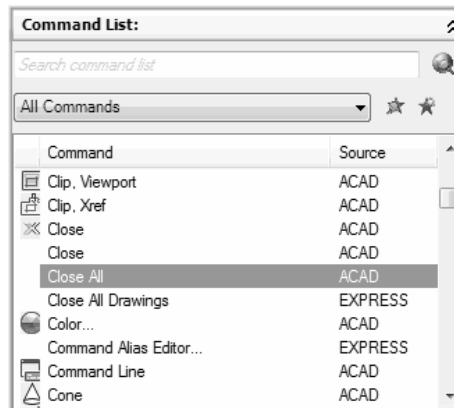 Command List:
Search command list
All Commands
Command Source
Clip, Viewport ACAD
Clip, Xref ACAD
Close ACAD
Close ACAD
Close All ACAD
Close All Drawings EXPRESS
Color... ACAD
Command Alias Editor... EXPRESS
Command Line ACAD
Cone ACAD